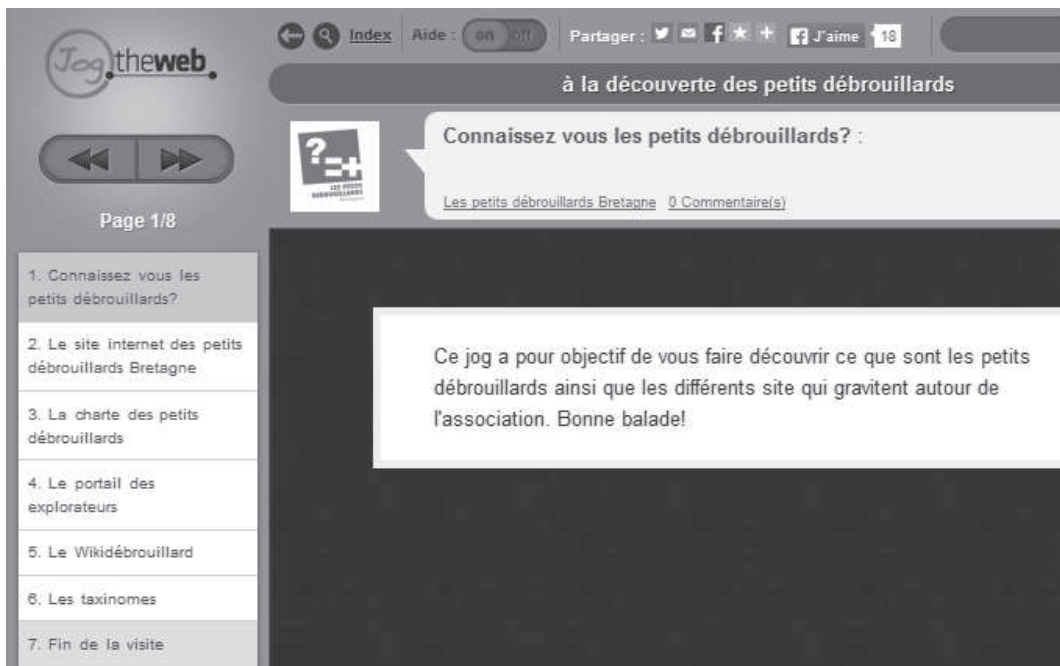 Jog theweb.
Index Aide : on off Partager : f J'aime 18
à la découverte des petits débrouillards
Connaissez vous les petits débrouillards? :
?=+
LES PETITS
DÉBROUILLARDS
Les petits débrouillards Bretagne 0 Commentaire(s)
Page 1/8
1. Connaissez vous les
petits débrouillards?
2. Le site internet des petits
débrouillards Bretagne
3. La charte des petits
débrouillards
4. Le portail des
explorateurs
5. Le Wikidébrouillard
6. Les taxinomes
7. Fin de la visite
Ce jog a pour objectif de vous faire découvrir ce que sont les petits
débrouillards ainsi que les différents site qui gravitent autour de
l'association. Bonne balade!